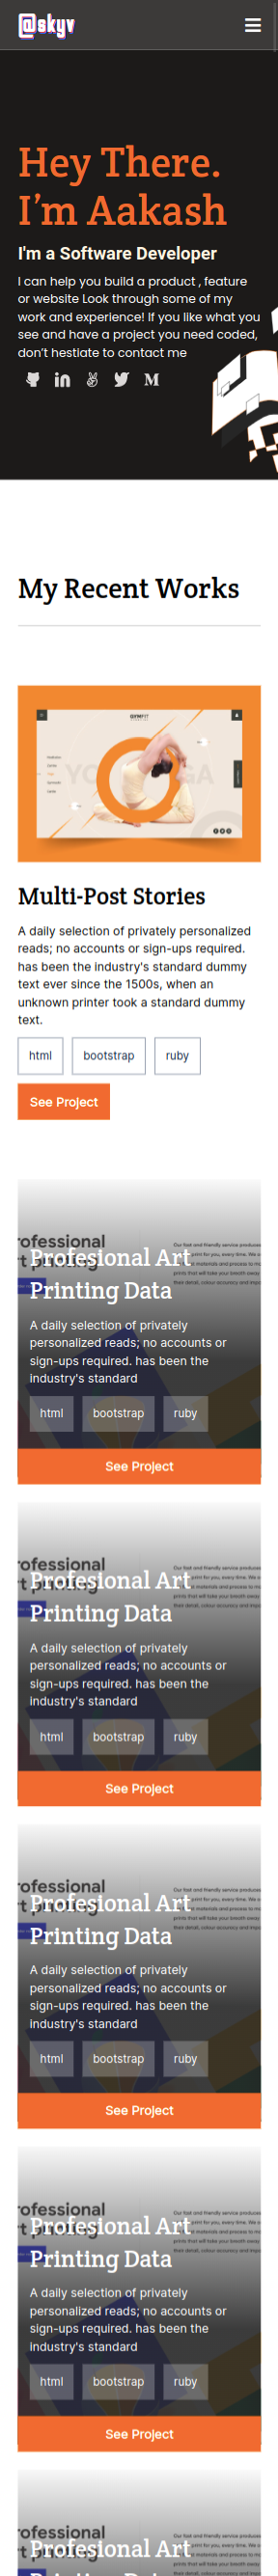 @skyv
Hey There.
I'm Aakash
I'm a Software Developer
I can help you build a product , feature
or website Look through some of my
work and experience! If you like what you
see and have a project you need coded,
don't hestiate to contact me
My Recent Works
GYMFIT
Multi-Post Stories
A daily selection of privately personalized
reads; no accounts or sign-ups required.
has been the industry's standard dummy
text ever since the 1500s, when an
unknown printer took a standard dummy
text.
html bootstrap ruby
See Project
Profesional Art
Printing Data
A daily selection of privately
personalized reads; no accounts or
sign-ups required. has been the
industry's standard
html bootstrap ruby
See Project
Profesional Art
Printing Data
A daily selection of privately
personalized reads; no accounts or
sign-ups required. has been the
industry's standard
html bootstrap ruby
See Project
Profesional Art
Printing Data
A daily selection of privately
personalized reads; no accounts or
sign-ups required. has been the
industry's standard
html bootstrap ruby
See Project
Profesional Art
Printing Data
A daily selection of privately
personalized reads; no accounts or
sign-ups required. has been the
industry's standard
html bootstrap ruby
See Project
Profesional Art